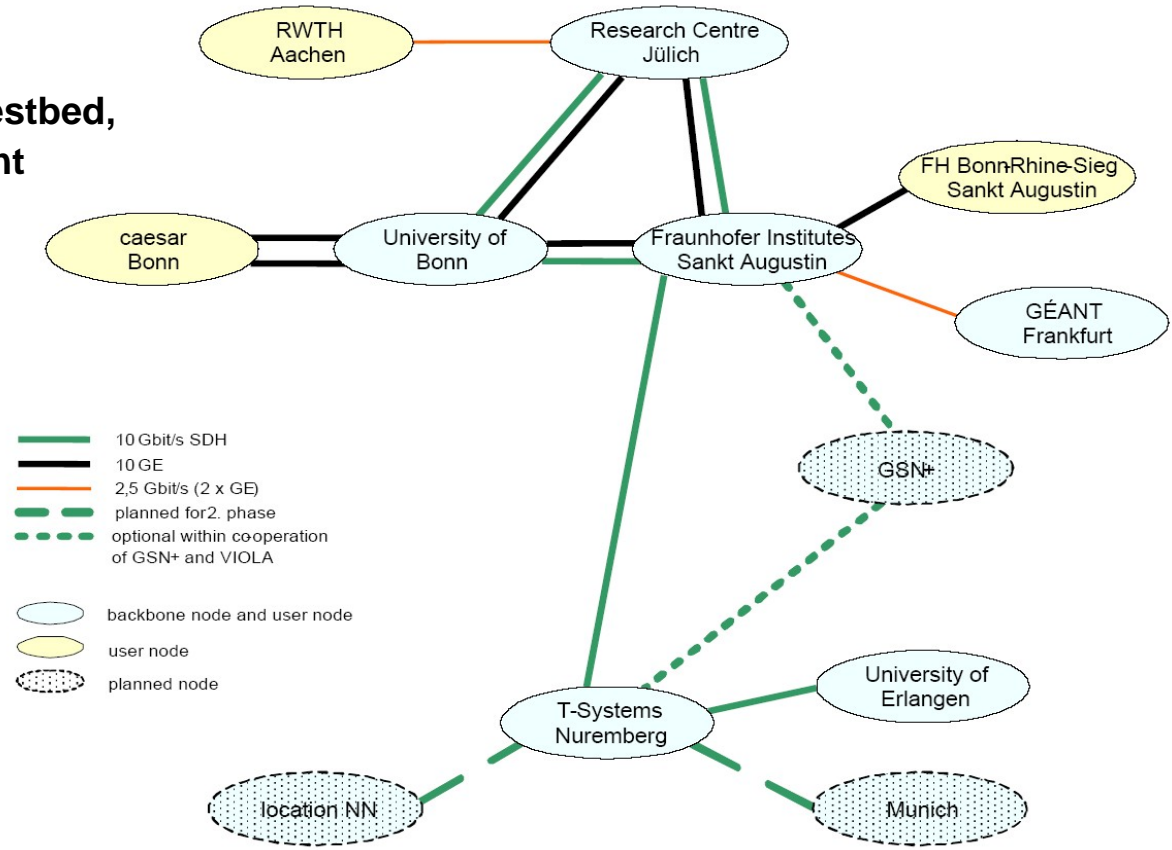 RWTH
Aachen
Research Centre
Jülich
estbed,
nt
FH Bonn-Rhine-Sieg
Sankt Augustin
caesar
Bonn
University of
Bonn
Fraunhofer Institutes
Sankt Augustin
GÉANT
Frankfurt
10 Gbit/s SDH
10 GE
2,5 Gbit/s (2 x GE)
planned for 2. phase
optional within co-operation
of GSN+ and VIOLA
GSN+
backbone node and user node
user node
planned node
University of
Erlangen
T-Systems
Nuremberg
location NN
Munich